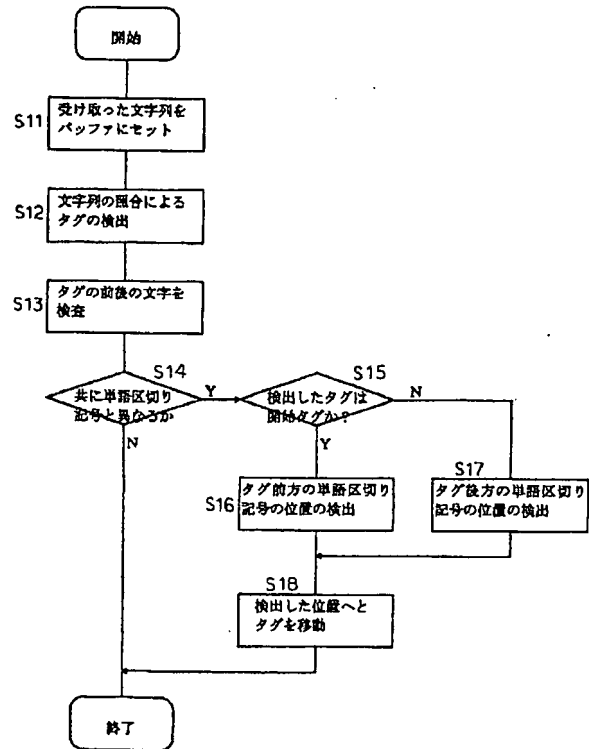 開始
S11
受け取った文字列を
バッファにセット
S12
文字列の照合による
タグの検出
S13
タグの前後の文字を
検査
S14
共に単語区切り
記号と異なるか
Y
N
S15
検出したタグは
開始タグか?
N
Y
S16
タグ前方の単語区切り
記号の位置の検出
S17
タグ後方の単語区切り
記号の位置の検出
S18
検出した位置へと
タグを移動
終了